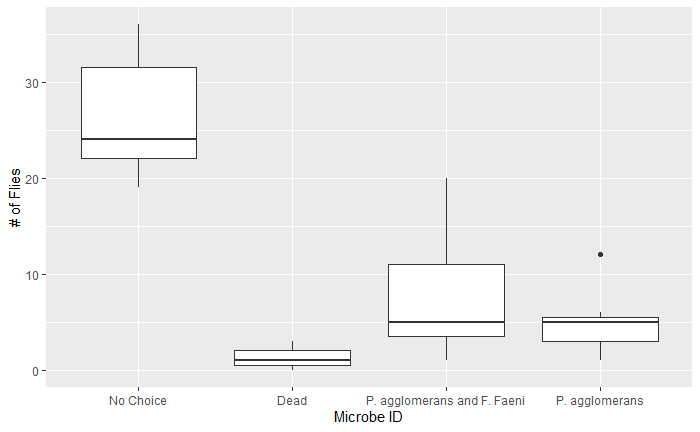 # of Flies
30
20
10
0
No Choice
Dead
P. agglomerans and F. Faeni
P. agglomerans
Microbe ID